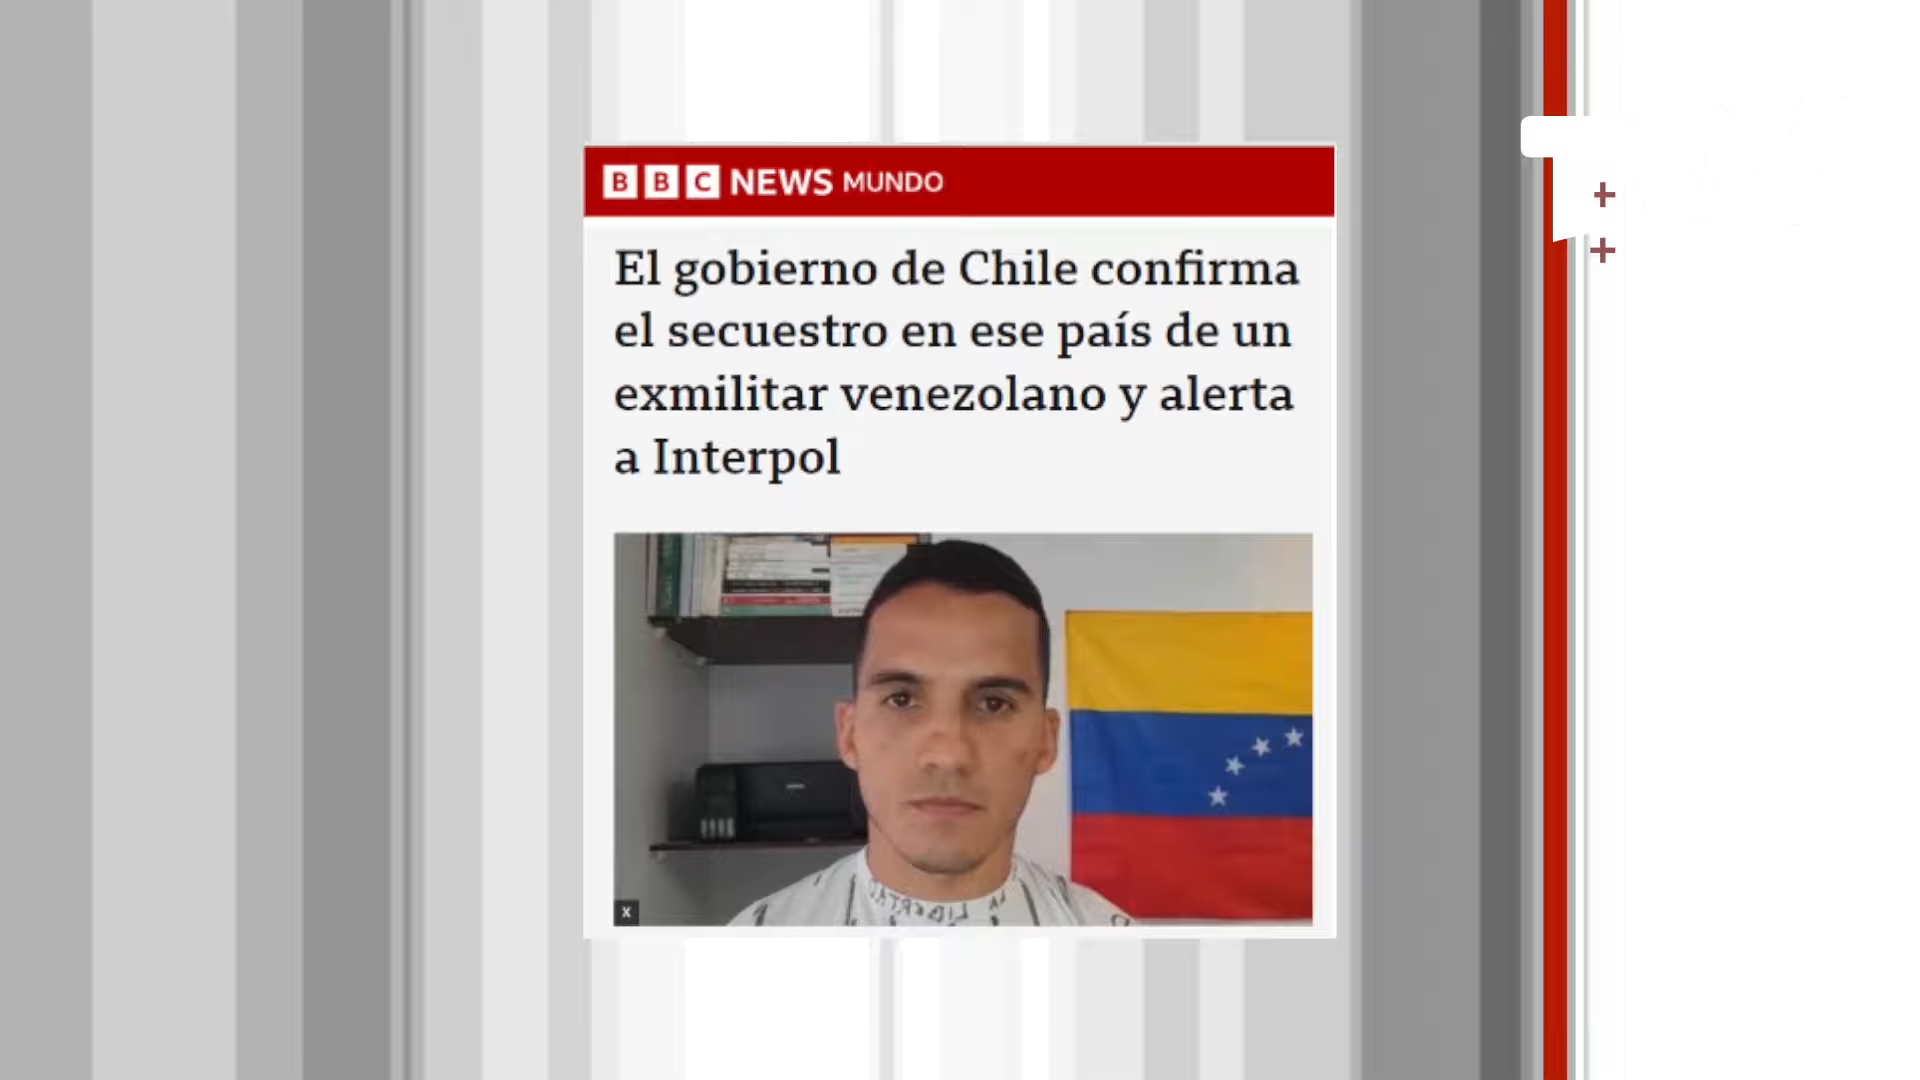 BBC NEWS MUNDO
El gobierno de Chile confirma
el secuestro en ese país de un
exmilitar venezolano y alerta
a Interpol
X